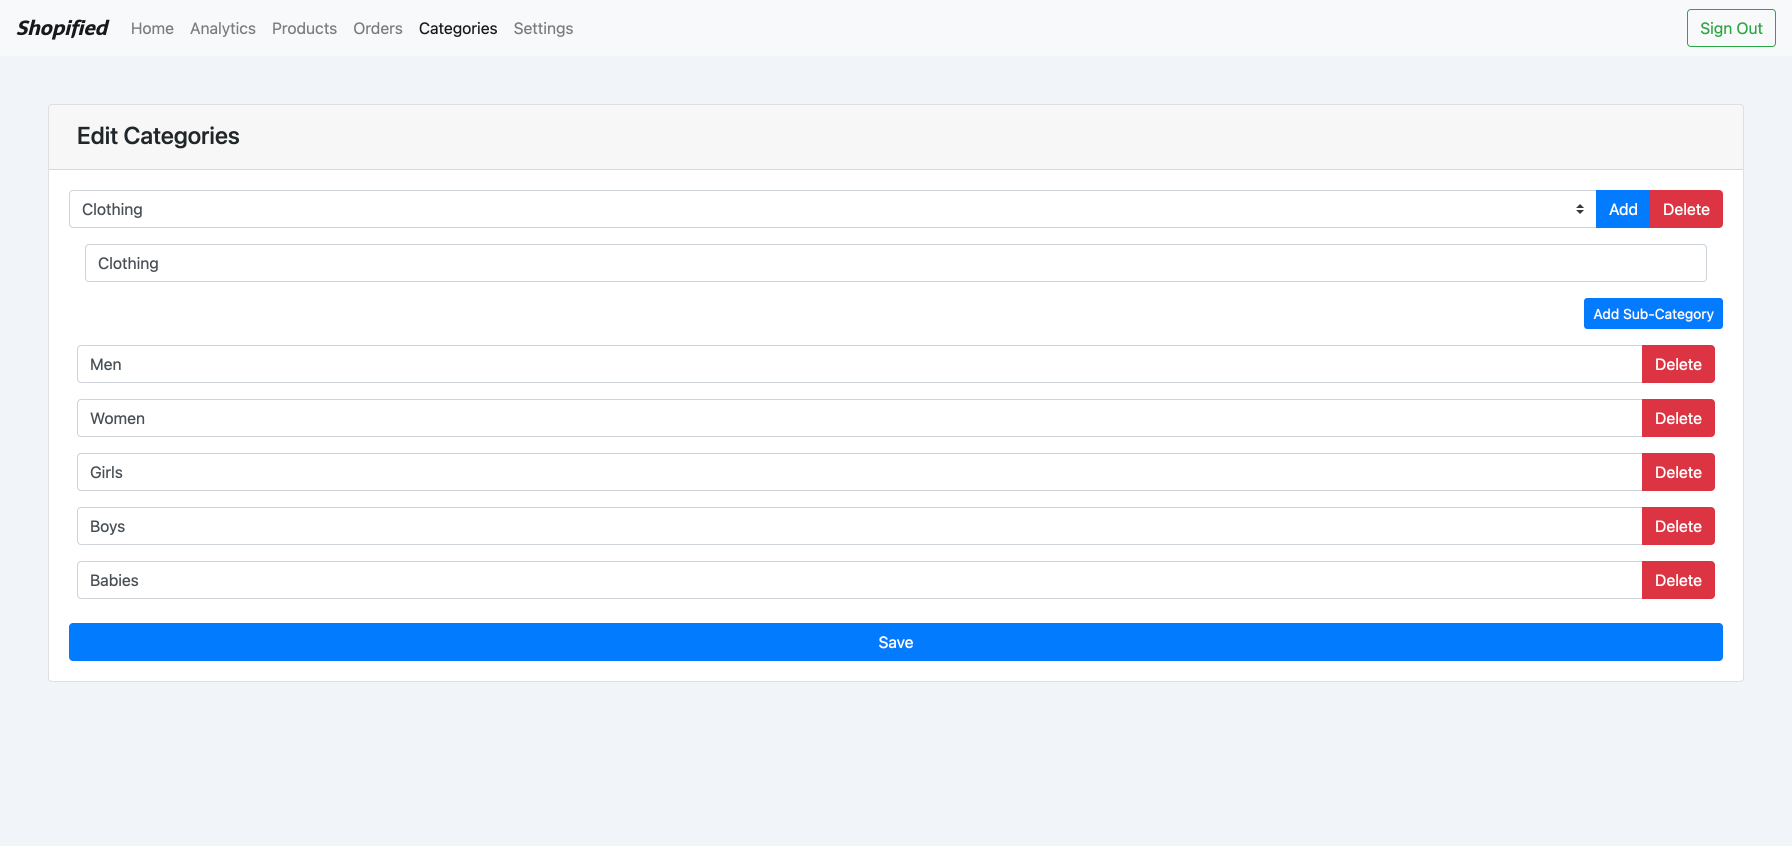 Shopified Home Analytics Products Orders Categories Settings Sign Out
Edit Categories
Clothing Add Delete
Clothing
Add Sub-Category
Men Delete
Women Delete
Girls Delete
Boys Delete
Babies Delete
Save